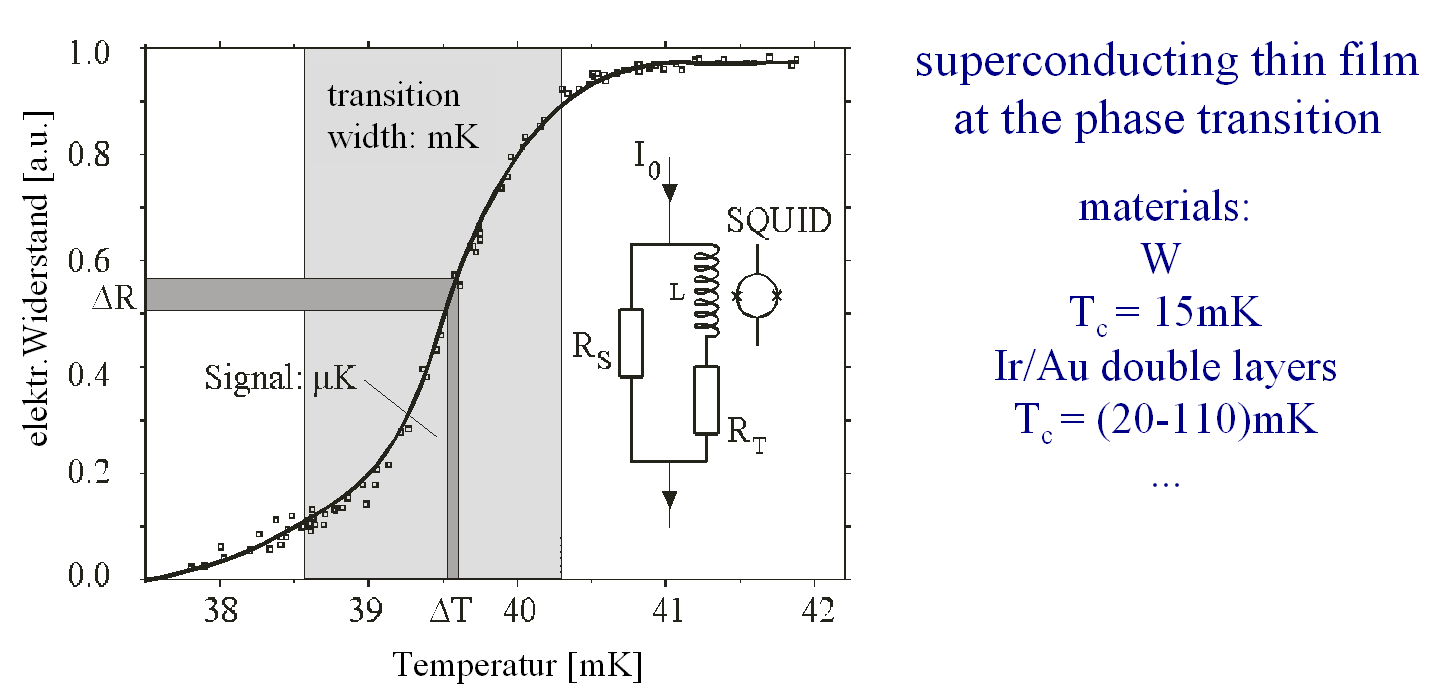 superconducting thin film
at the phase transition
materials:
W
Tc = 15mK
Ir/Au double layers
Tc = (20-110)mK
...
elektr.Widerstand [a.u.]
1.0
0.8
0.6
ΔR
0.4
0.2
0.0
transition
width: mK
Signal: μK
I0
SQUID
L
RS
RT
38
39
ΔT
40
41
42
Temperatur [mK]